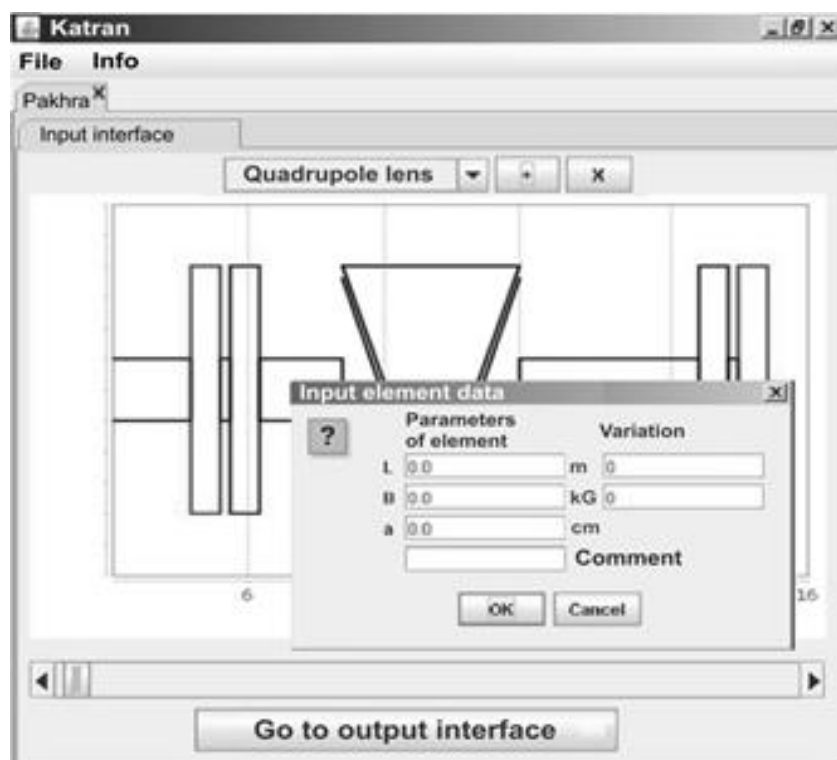 Katran
File Info
Pakhra
Input interface
Quadrupole lens
Input element data
Parameters
of element Variation
L 0.0 m 0
B 0.0 kG 0
a 0.0 cm
Comment
OK Cancel
6 16
Go to output interface